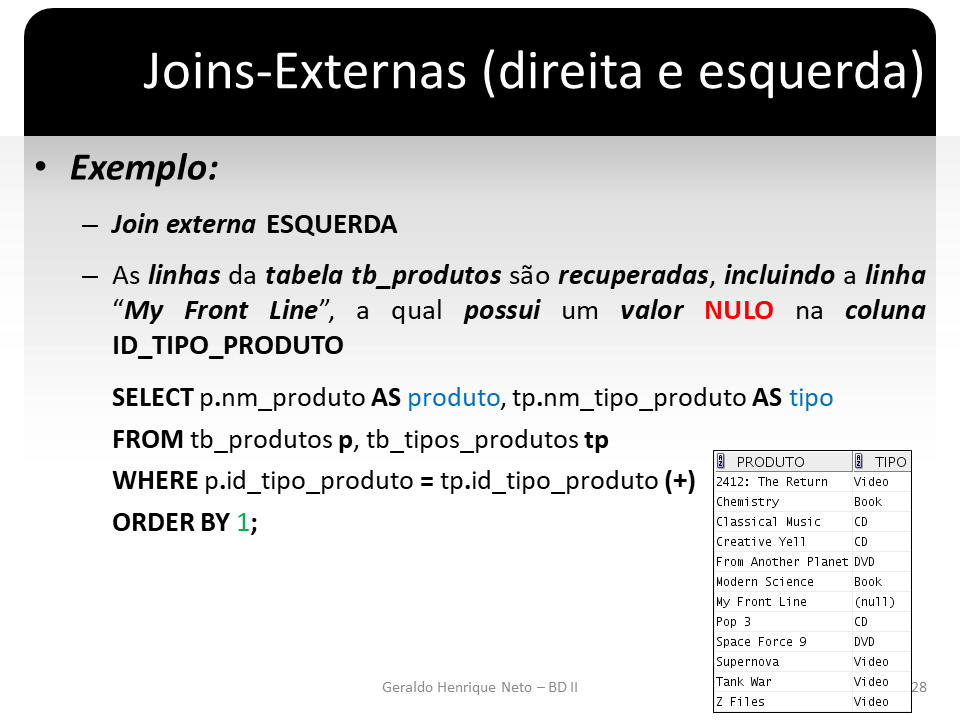 Joins-Externas (direita e esquerda)
• Exemplo:
– Join externa ESQUERDA
– As linhas da tabela tb_produtos são recuperadas, incluindo a linha
“My Front Line”, a qual possui um valor NULO na coluna
ID_TIPO_PRODUTO
SELECT p.nm_produto AS produto, tp.nm_tipo_produto AS tipo
FROM tb_produtos p, tb_tipos_produtos tp
WHERE p.id_tipo_produto = tp.id_tipo_produto (+)
ORDER BY 1;
PRODUTO TIPO
2412: The Return Video
Chemistry Book
Classical Music CD
Creative Yell CD
From Another Planet DVD
Modern Science Book
My Front Line (null)
Pop 3 CD
Space Force 9 DVD
Supernova Video
Tank War Video
Z Files Video
Geraldo Henrique Neto – BD II
28